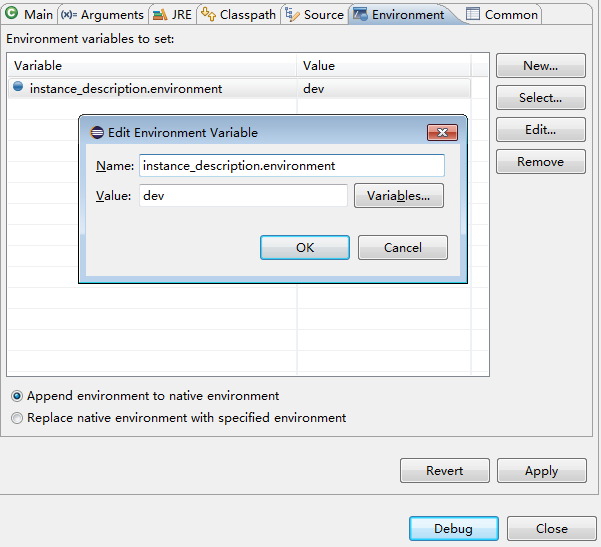 Main (x)= Arguments JRE Classpath Source Environment Common
Environment variables to set:
Variable Value
instance_description.environment dev
New...
Select...
Edit...
Remove
Edit Environment Variable
Name: instance_description.environment
Value: dev Variables...
OK Cancel
Append environment to native environment
Replace native environment with specified environment
Revert Apply
Debug Close